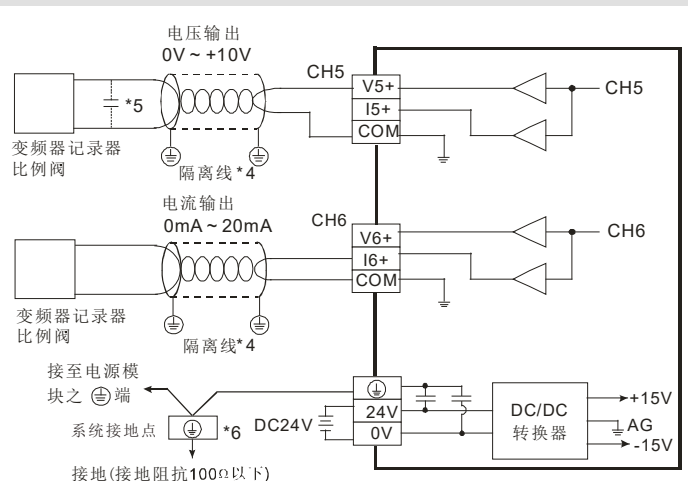 电压输出
0V ~ +10V
CH5
V5+
I5+
COM
CH5
*5
变频器记录器
比例阀
隔离线*4
电流输出
0mA ~ 20mA
CH6
V6+
I6+
COM
CH6
变频器记录器
比例阀
隔离线*4
接至电源模
块之 端
系统接地点
*6
DC24V
24V
0V
DC/DC
转换器
+15V
AG
-15V
接地(接地阻抗100Ω以下)